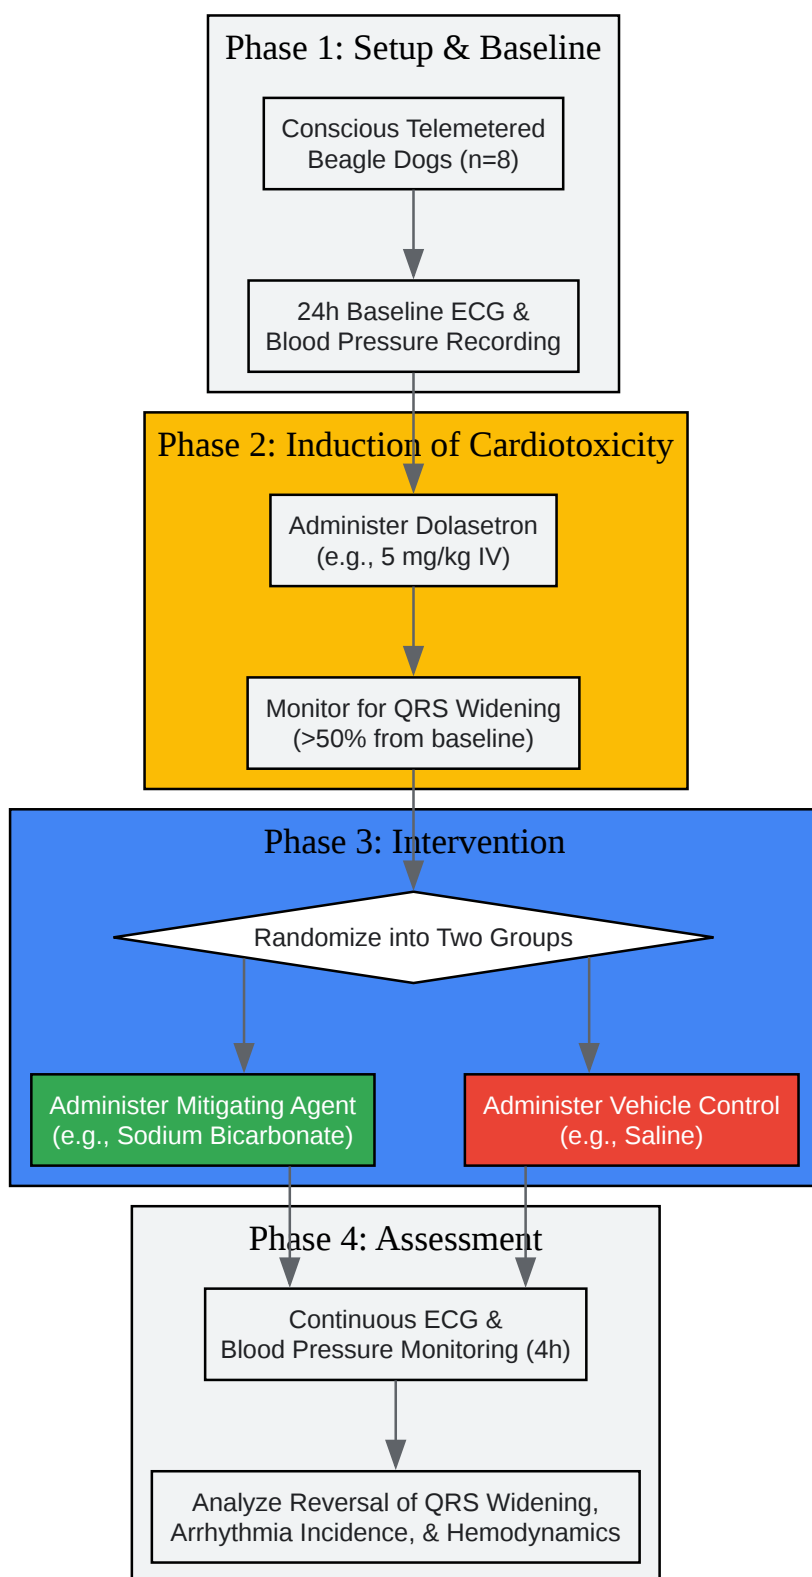 Phase 1: Setup & Baseline
Conscious Telemetered
Beagle Dogs (n=8)
24h Baseline ECG &
Blood Pressure Recording
Phase 2: Induction of Cardiotoxicity
Administer Dolasetron
(e.g., 5 mg/kg IV)
Monitor for QRS Widening
(>50% from baseline)
Phase 3: Intervention
Randomize into Two Groups
Administer Mitigating Agent
(e.g., Sodium Bicarbonate)
Administer Vehicle Control
(e.g., Saline)
Phase 4: Assessment
Continuous ECG &
Blood Pressure Monitoring (4h)
Analyze Reversal of QRS Widening,
Arrhythmia Incidence, & Hemodynamics